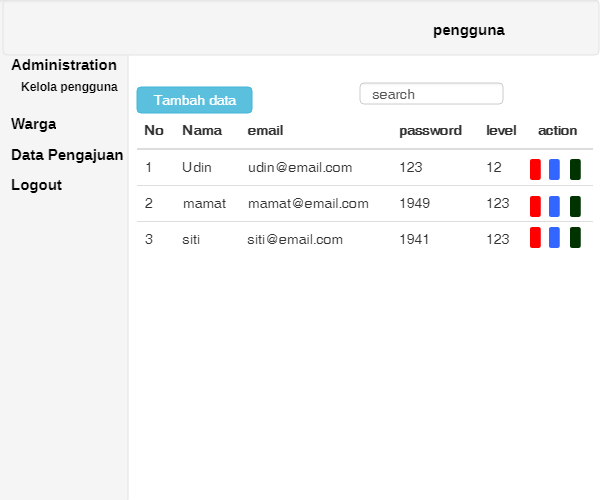 pengguna
Administration
Kelola pengguna
Warga
Data Pengajuan
Logout
Tambah data
search
No Nama email password level action
1 Udin udin@email.com 123 12
2 mamat mamat@email.com 1949 123
3 siti siti@email.com 1941 123